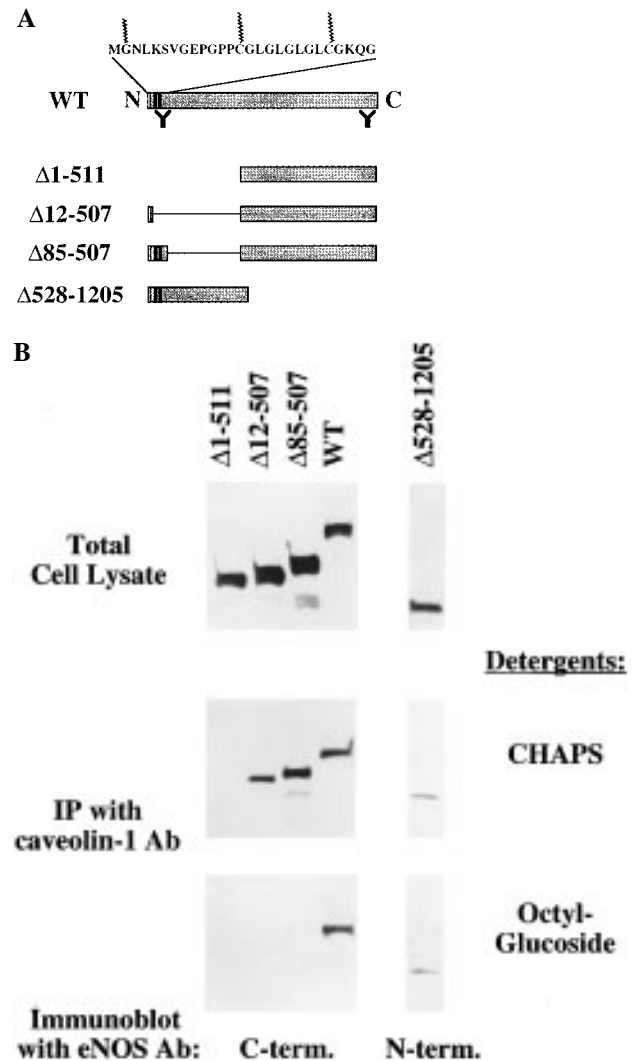 A
MGNLKSVGEPGPPCGLGLGLGLCGKQG
WT N C
Δ1-511
Δ12-507
Δ85-507
Δ528-1205
B
Δ1-511
Δ12-507
Δ85-507
WT
Δ528-1205
Total
Cell Lysate
Detergents:
CHAPS
IP with
caveolin-1 Ab
Octyl-
Glucoside
Immunoblot
with eNOS Ab: C-term. N-term.